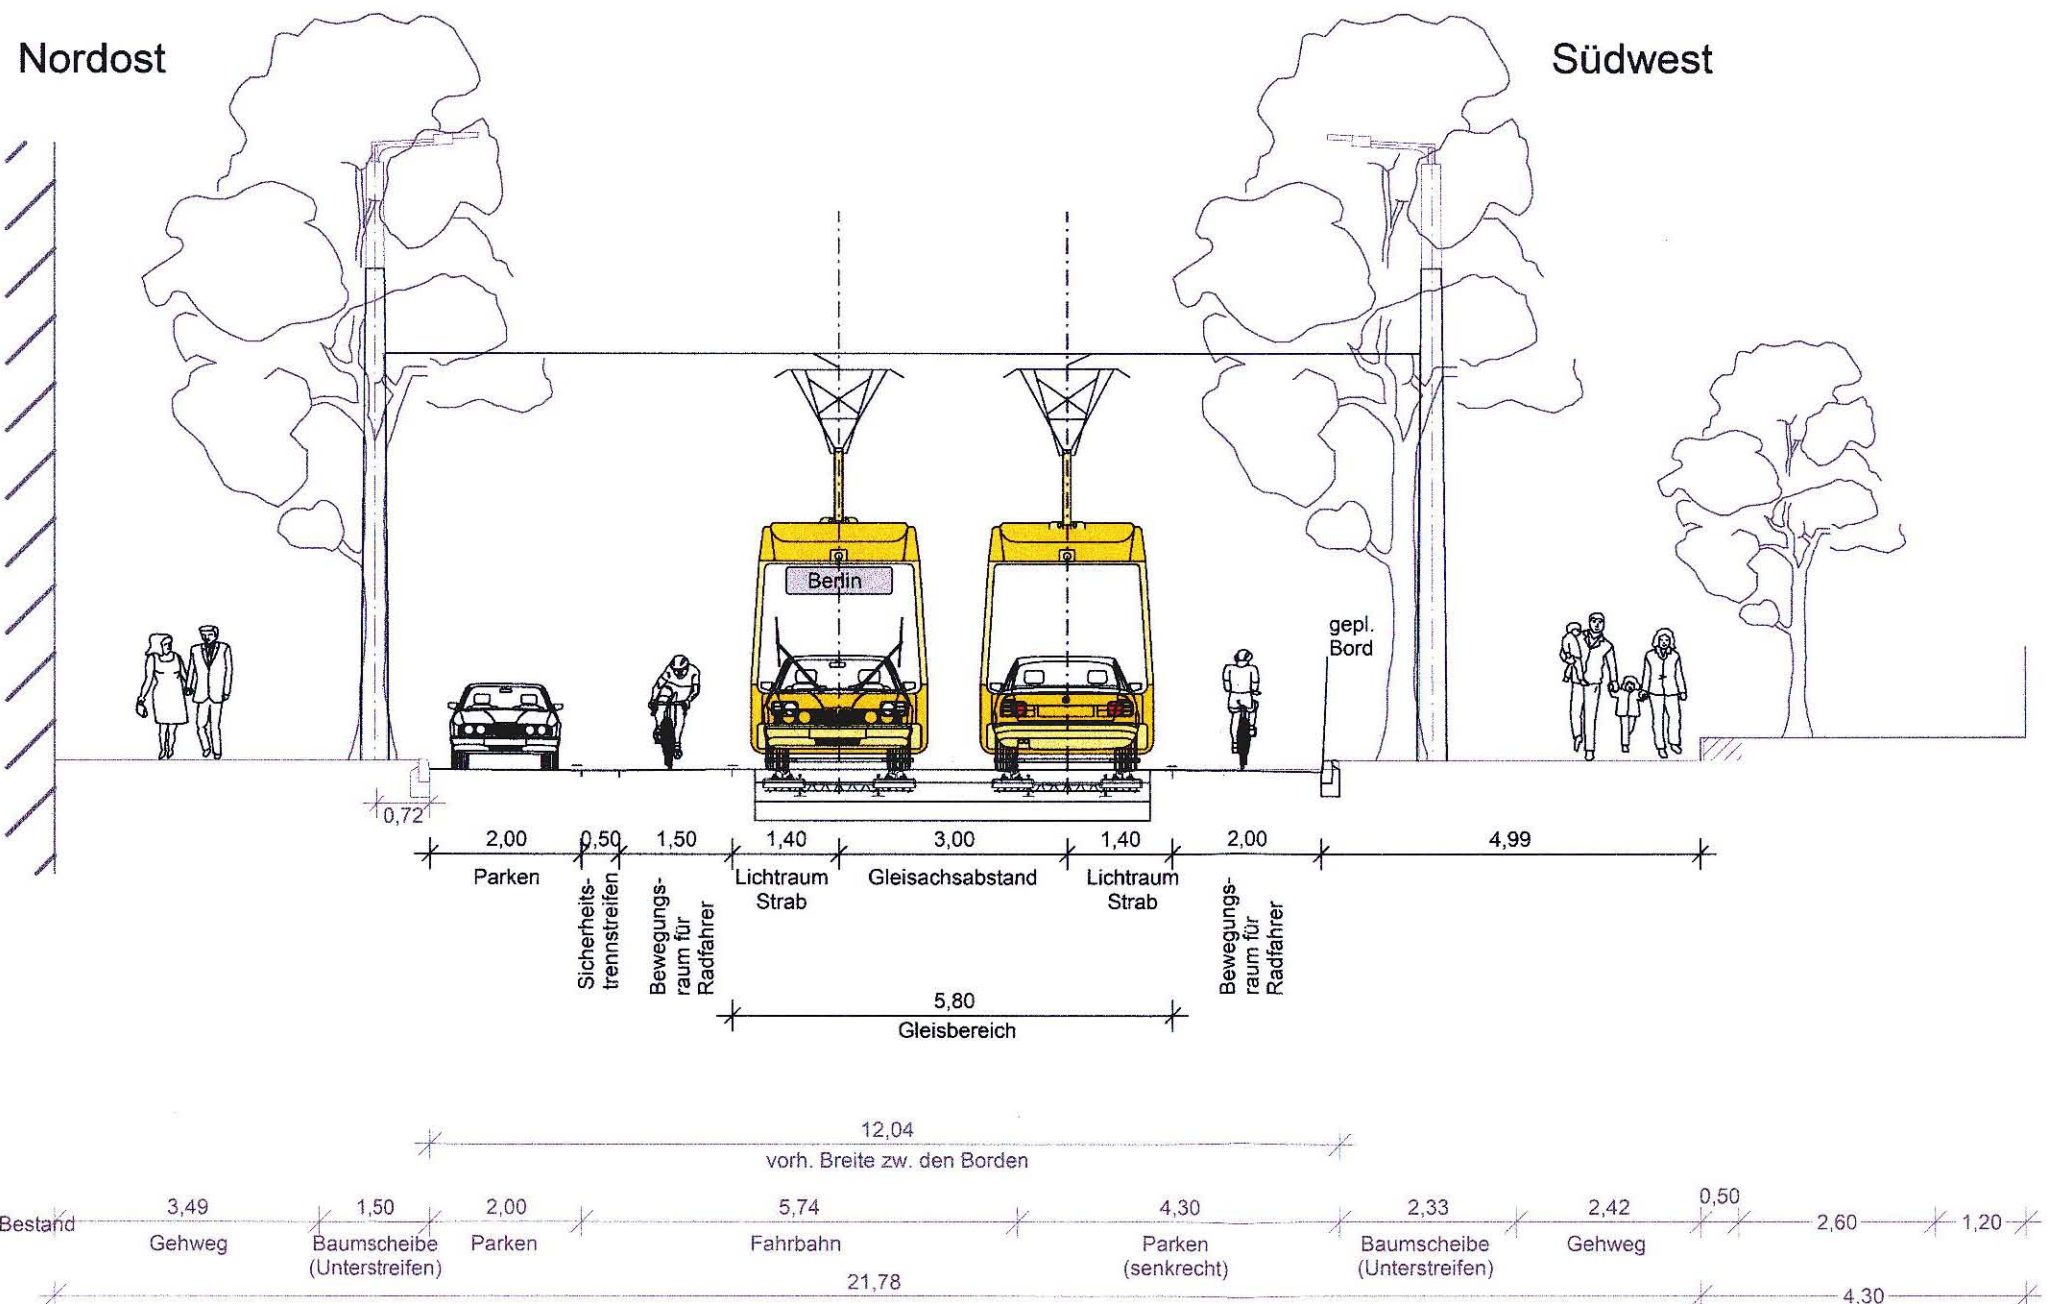 Nordost
Südwest
Berlin
gepl.
Bord
0,72
2,00
0,50
1,50
1,40
3,00
1,40
2,00
4,99
Parken
Sicherheits-
trennstreifen
Bewegungs-
raum für
Radfahrer
Lichtraum
Strab
Gleisachsabstand
Lichtraum
Strab
Bewegungs-
raum für
Radfahrer
5,80
Gleisbereich
12,04
vorh. Breite zw. den Borden
Bestand
3,49
1,50
2,00
5,74
4,30
2,33
2,42
0,50
2,60
1,20
Gehweg
Baumscheibe
(Unterstreifen)
Parken
Fahrbahn
Parken
(senkrecht)
Baumscheibe
(Unterstreifen)
Gehweg
21,78
4.30